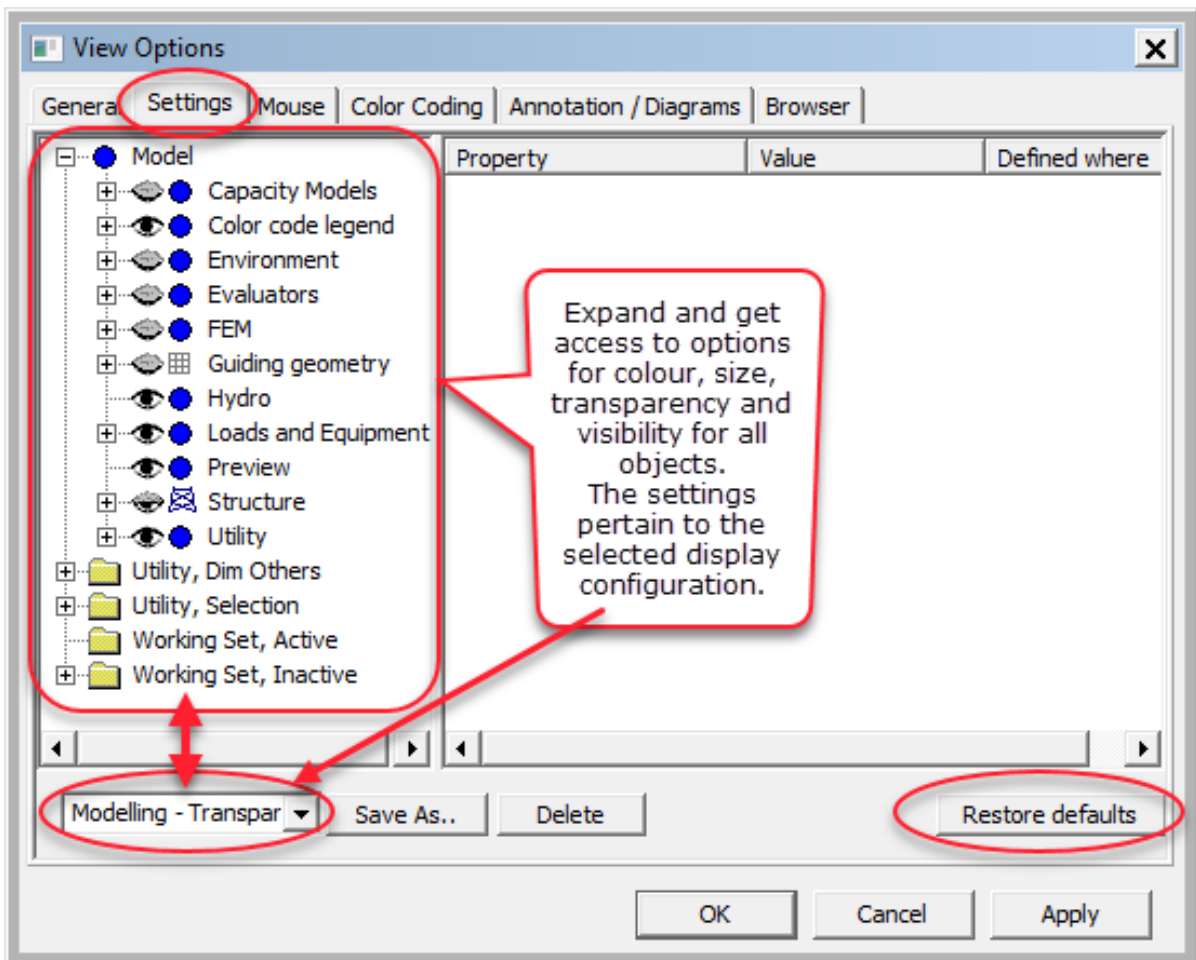 View Options
General Settings Mouse Color Coding Annotation / Diagrams Browser
Model
Capacity Models
Color code legend
Environment
Evaluators
FEM
Guiding geometry
Hydro
Loads and Equipment
Preview
Structure
Utility
Utility, Dim Others
Utility, Selection
Working Set, Active
Working Set, Inactive
Property Value Defined where
Expand and get
access to options
for colour, size,
transparency and
visibility for all
objects.
The settings
pertain to the
selected display
configuration.
Modelling - Transpar Save As.. Delete Restore defaults
OK Cancel Apply